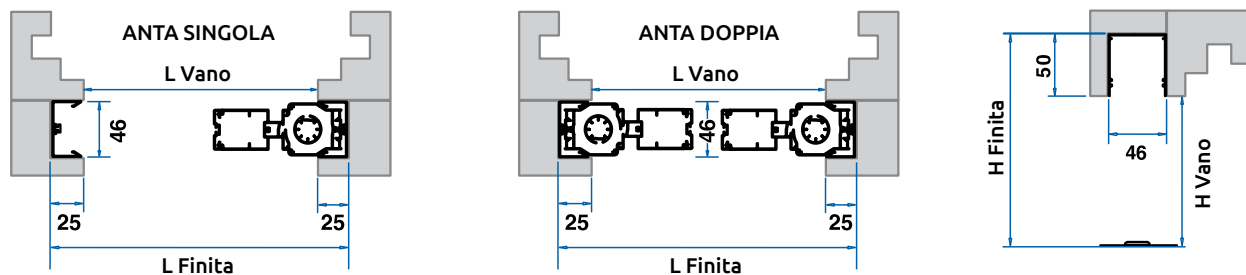 ANTA SINGOLA
L Vano
46
25
25
L Finita
ANTA DOPPIA
L Vano
46
25
25
L Finita
50
46
H Finita
H Vano